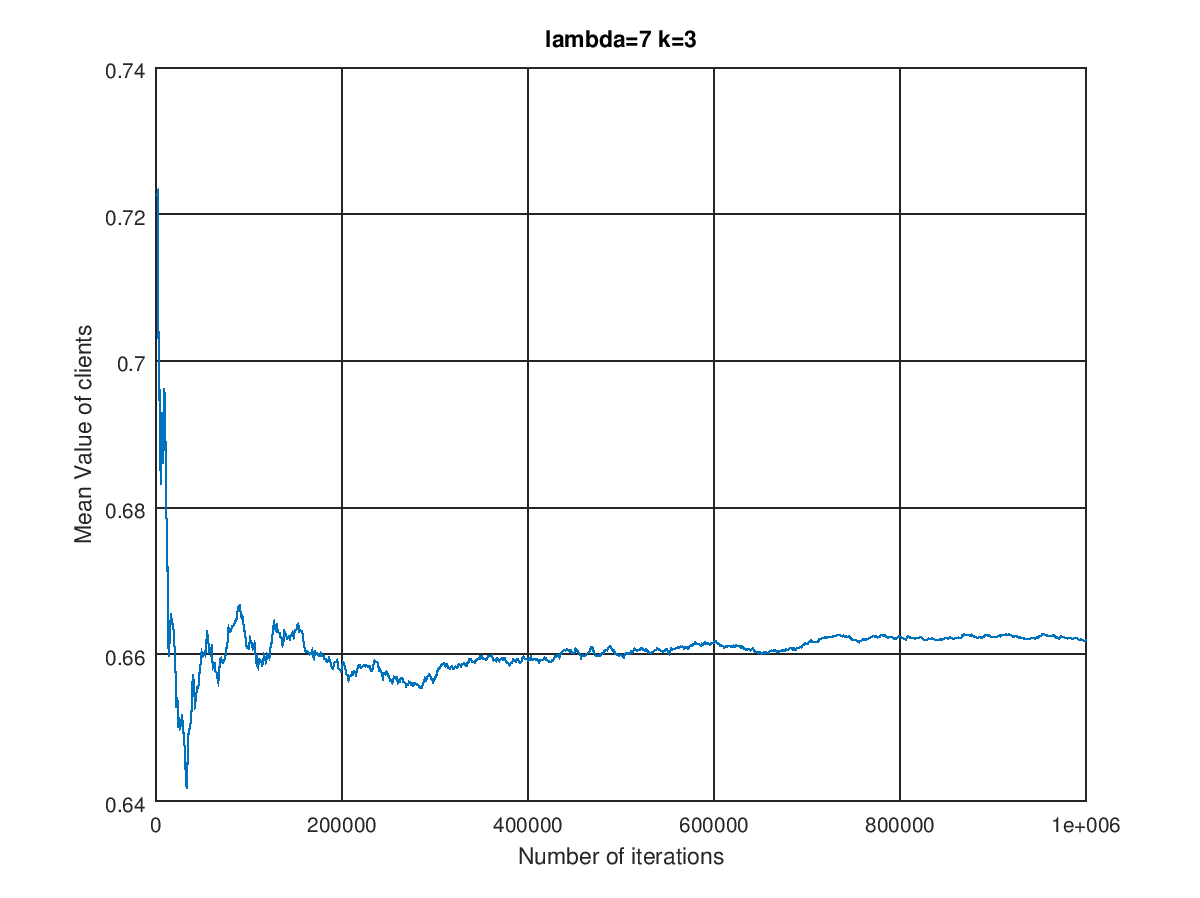 lambda=7 k=3
0.74
0.72
0.7
0.68
0.66
0.64
Mean Value of clients
0
200000
400000
600000
800000
1e+006
Number of iterations